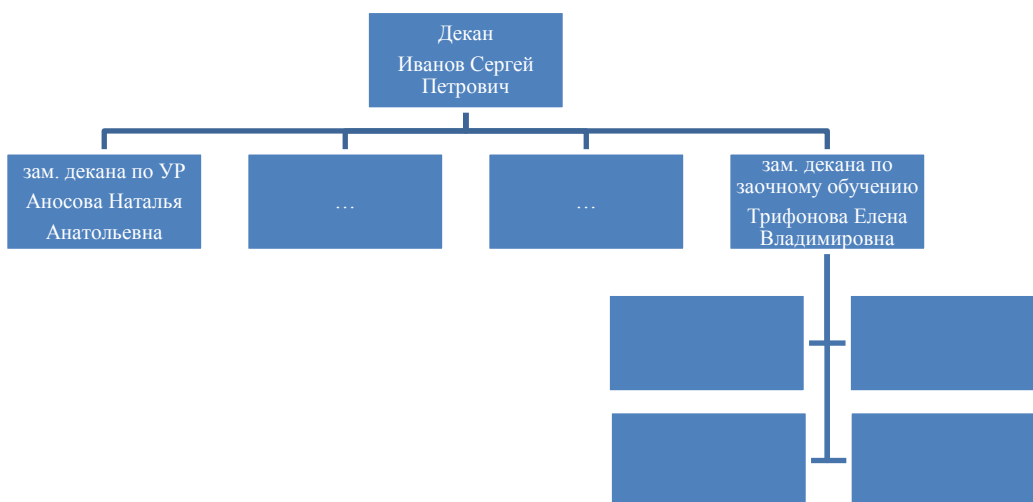 Декан
Иванов Сергей
Петрович
зам. декана по УР
Аносова Наталья
Анатольевна
…
…
зам. декана по
заочному обучению
Трифонова Елена
Владимировна